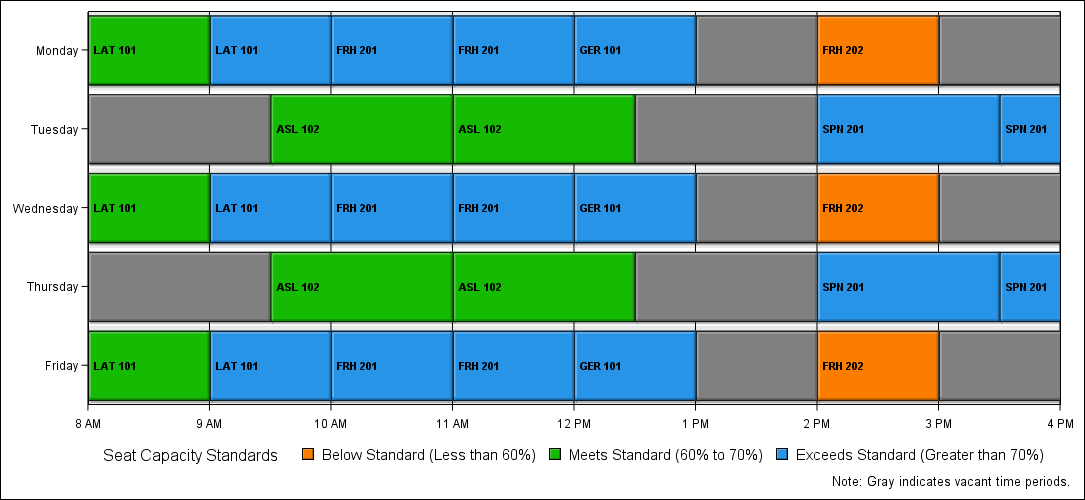 Monday LAT 101 LAT 101 FRH 201 FRH 201 GER 101 FRH 202
Tuesday ASL 102 ASL 102 SPN 201 SPN 201
Wednesday LAT 101 LAT 101 FRH 201 FRH 201 GER 101 FRH 202
Thursday ASL 102 ASL 102 SPN 201 SPN 201
Friday LAT 101 LAT 101 FRH 201 FRH 201 GER 101 FRH 202
8 AM 9 AM 10 AM 11 AM 12 PM 1 PM 2 PM 3 PM 4 PM
Seat Capacity Standards Below Standard (Less than 60%) Meets Standard (60% to 70%) Exceeds Standard (Greater than 70%)
Note: Gray indicates vacant time periods.